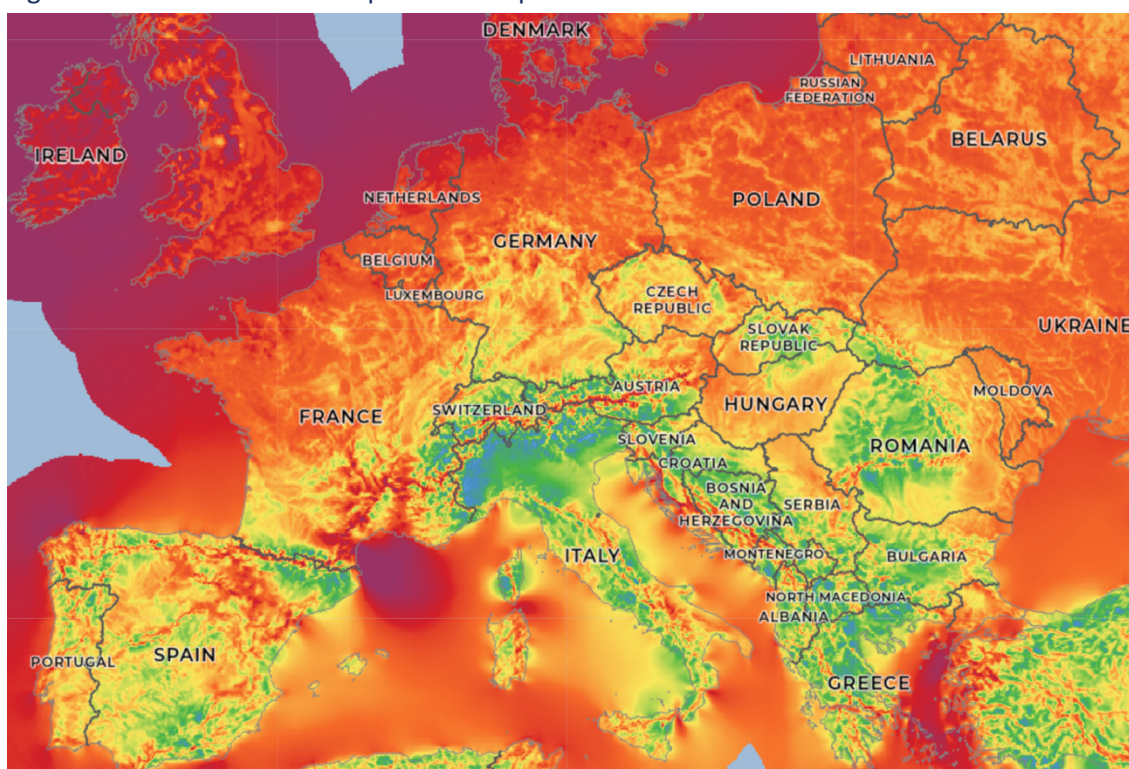 DENMARK
LITHUANIA
RUSSIAN
FEDERATION
BELARUS
IRELAND
NETHERLANDS
POLAND
GERMANY
BELGIUM
CZECH
REPUBLIC
LUXEMBOURG
UKRAINE
SLOVAK
REPUBLIC
AUSTRIA
MOLDOVA
FRANCE
SWITZERLAND
HUNGARY
SLOVENIA
ROMANIA
CROATIA
BOSNIA
AND
HERZEGOVINA
SERBIA
ITALY
MONTENEGRO
BULGARIA
NORTH MACEDONIA
ALBANIA
PORTUGAL
SPAIN
GREECE